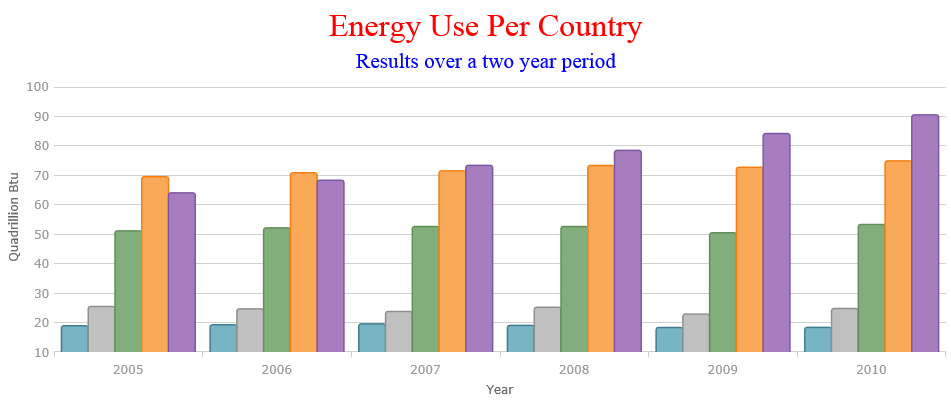 Energy Use Per Country
Results over a two year period
100
90
80
70
60
50
40
30
20
10
Quadrillion Btu
2005 2006 2007 2008 2009 2010
Year